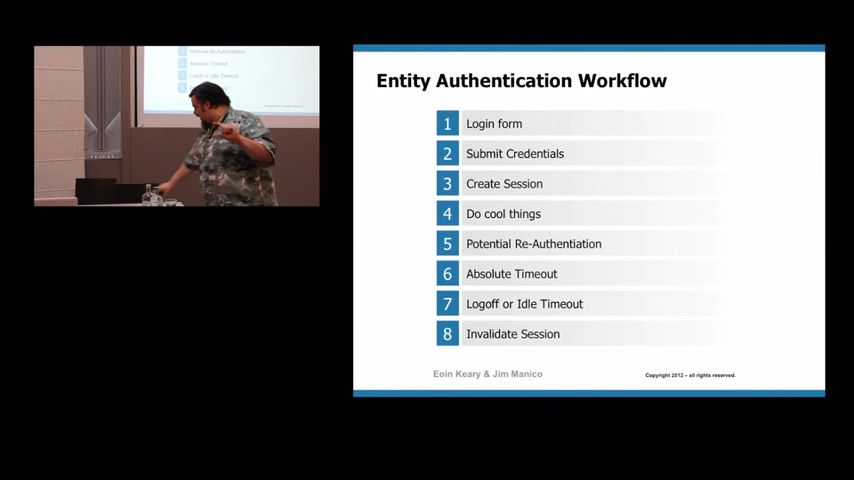 Entity Authentication Workflow
1 Login form
2 Submit Credentials
3 Create Session
4 Do cool things
5 Potential Re-Authentiation
6 Absolute Timeout
7 Logoff or Idle Timeout
8 Invalidate Session
Eoin Keary & Jim Manico
Copyright 2012 – all rights reserved.